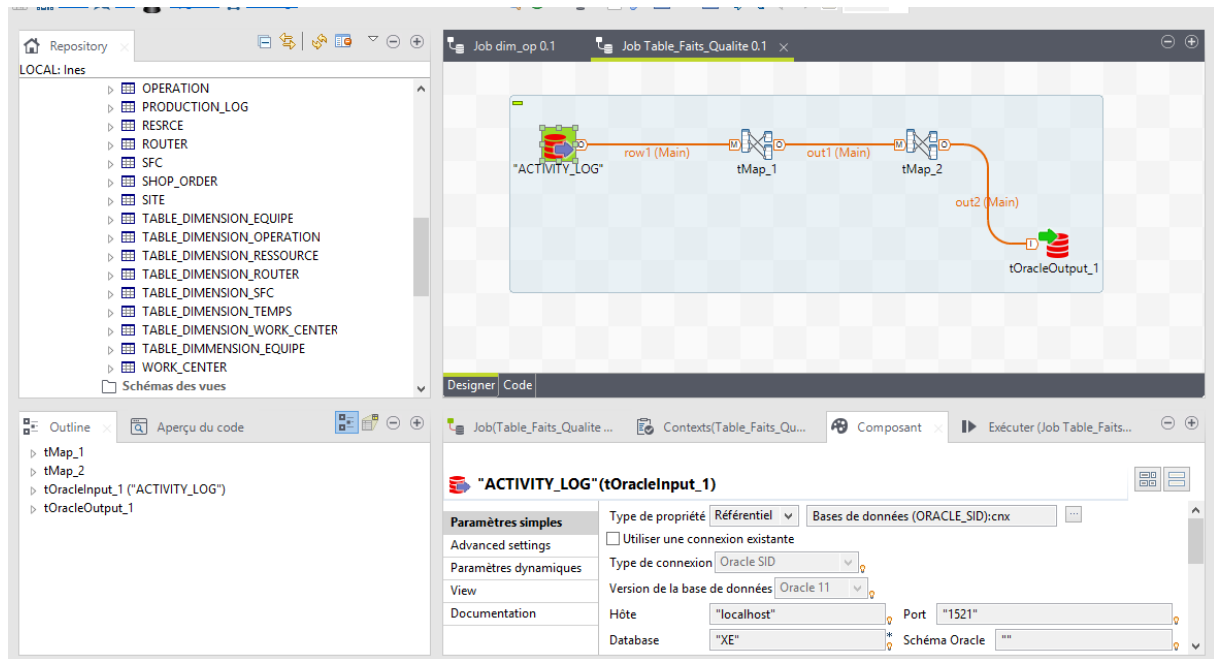 Repository
LOCAL: Ines
OPERATION
PRODUCTION_LOG
RESRCE
ROUTER
SFC
SHOP_ORDER
SITE
TABLE_DIMENSION_EQUIPE
TABLE_DIMENSION_OPERATION
TABLE_DIMENSION_RESSOURCE
TABLE_DIMENSION_ROUTER
TABLE_DIMENSION_SFC
TABLE_DIMENSION_TEMPS
TABLE_DIMENSION_WORK_CENTER
TABLE_DIMMENSION_EQUIPE
WORK_CENTER
Schémas des vues
Job dim_op 0.1 Job Table_Faits_Qualite 0.1
O M O M O
row1 (Main) out1 (Main)
"ACTIVITY_LOG" tMap_1 tMap_2
out2 (Main)
I
tOracleOutput_1
Designer Code
Outline Aperçu du code
tMap_1
tMap_2
tOracleInput_1 ("ACTIVITY_LOG")
tOracleOutput_1
Job(Table_Faits_Qualite ... Contexts(Table_Faits_Qu... Composant Exécuter (Job Table_Faits...
"ACTIVITY_LOG"(tOracleInput_1)
Paramètres simples
Advanced settings
Paramètres dynamiques
View
Documentation
Type de propriété Référentiel Bases de données (ORACLE_SID):cnx ...
Utiliser une connexion existante
Type de connexion Oracle SID
Version de la base de données Oracle 11
Hôte "localhost" Port "1521"
Database "XE" * Schéma Oracle ""